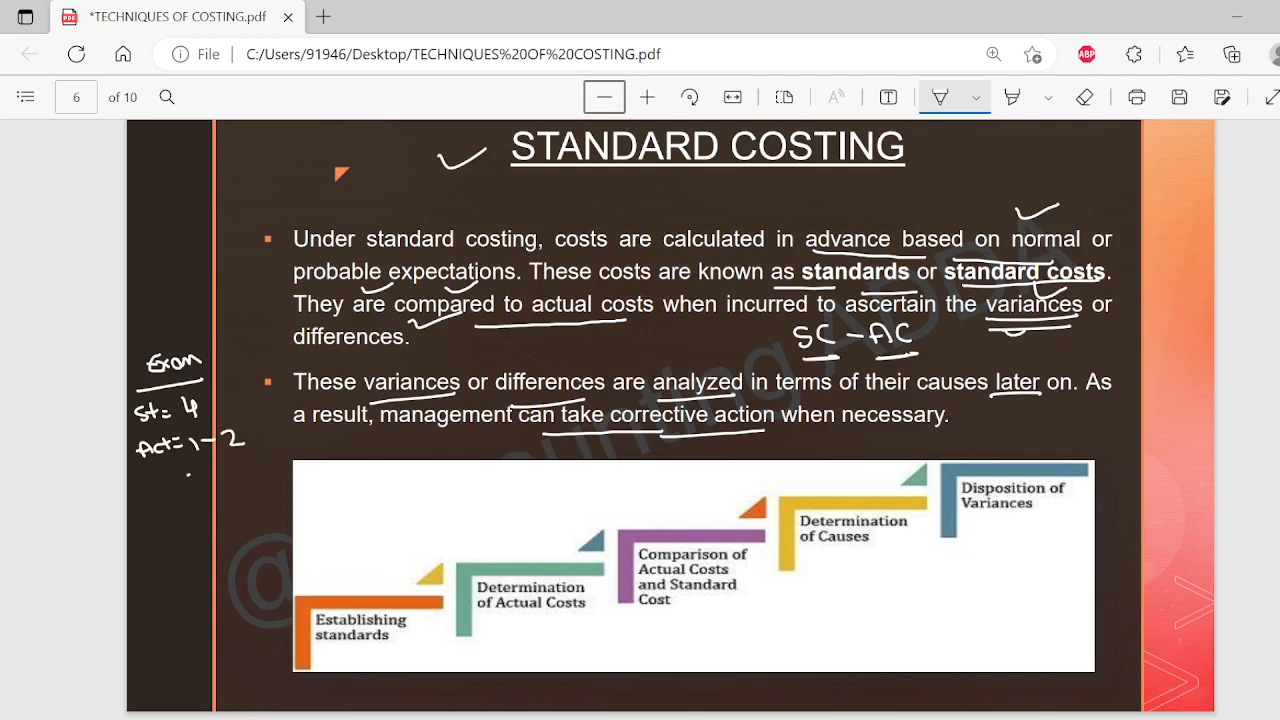 *TECHNIQUES OF COSTING.pdf
File C:/Users/91946/Desktop/TECHNIQUES%20OF%20COSTING.pdf
6 of 10
ABP
STANDARD COSTING
Under standard costing, costs are calculated in advance based on normal or
probable expectations. These costs are known as standards or standard costs.
They are compared to actual costs when incurred to ascertain the variances or
differences.
SC - AC
These variances or differences are analyzed in terms of their causes later on. As
a result, management can take corrective action when necessary.
Exam
St = 4
Act = 1 - 2
Establishing
standards
Determination
of Actual Costs
Comparison of
Actual Costs
and Standard
Cost
Determination
of Causes
Disposition of
Variances